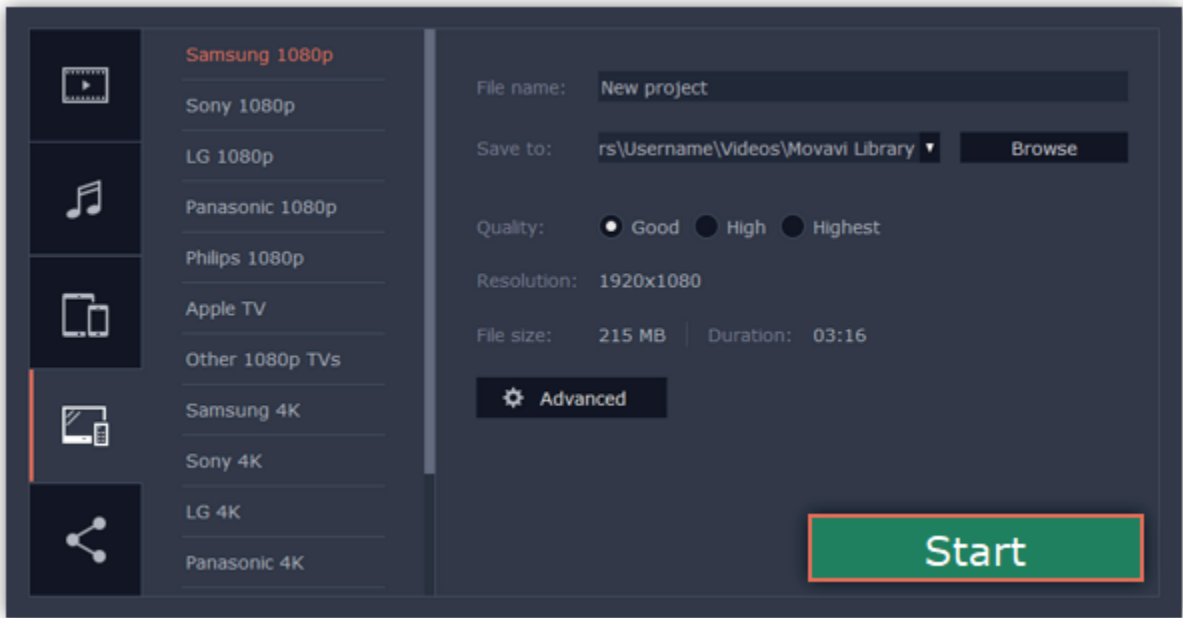 Samsung 1080p
Sony 1080p
LG 1080p
Panasonic 1080p
Philips 1080p
Apple TV
Other 1080p TVs
Samsung 4K
Sony 4K
LG 4K
Panasonic 4K
File name: New project
Save to: rs\Username\Videos\Movavi Library Browse
Quality: Good High Highest
Resolution: 1920x1080
File size: 215 MB Duration: 03:16
Advanced
Start